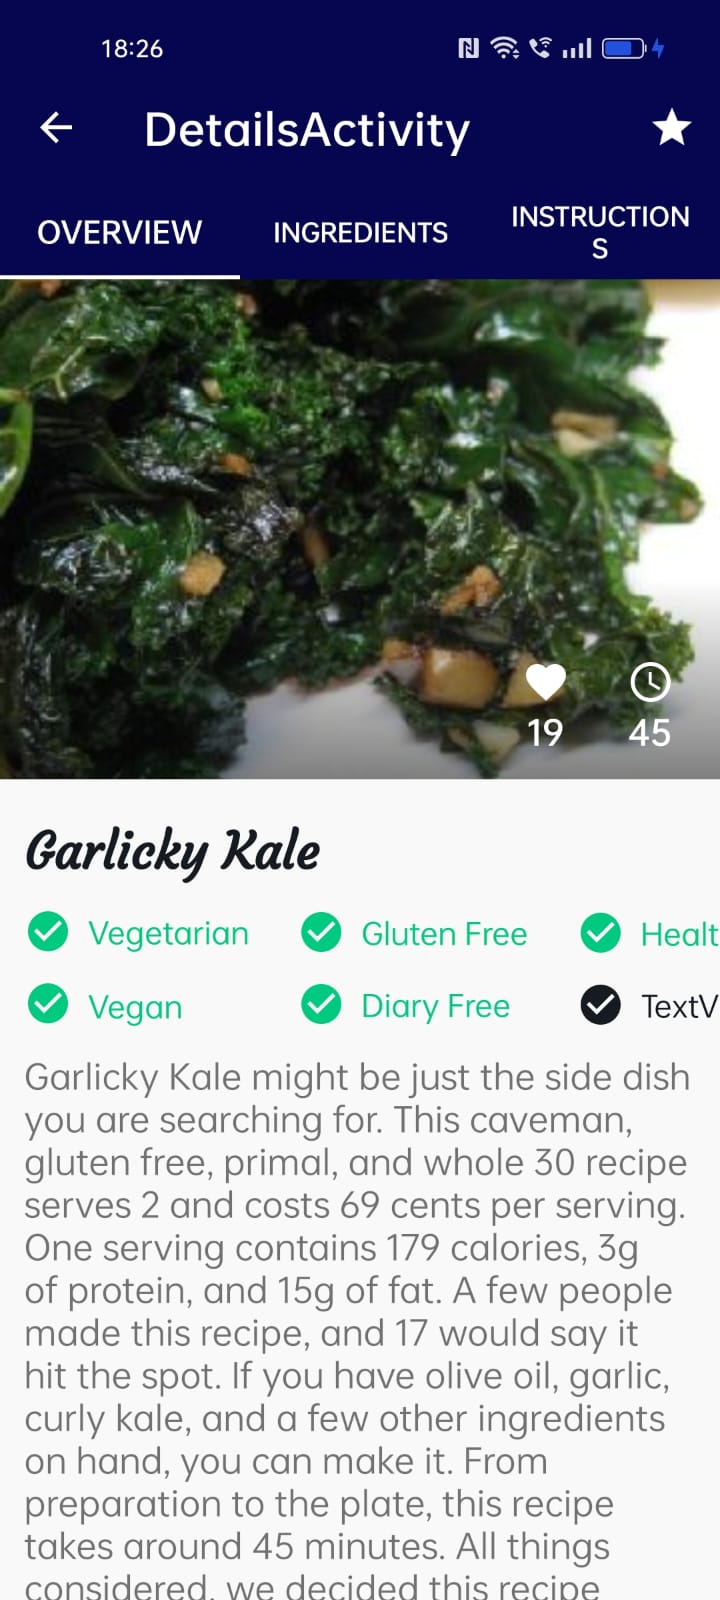 18:26
DetailsActivity
OVERVIEW
INGREDIENTS
INSTRUCTION
S
19
45
Garlicky Kale
Vegetarian
Gluten Free
Healt
Vegan
Diary Free
TextV
Garlicky Kale might be just the side dish
you are searching for. This caveman,
gluten free, primal, and whole 30 recipe
serves 2 and costs 69 cents per serving.
One serving contains 179 calories, 3g
of protein, and 15g of fat. A few people
made this recipe, and 17 would say it
hit the spot. If you have olive oil, garlic,
curly kale, and a few other ingredients
on hand, you can make it. From
preparation to the plate, this recipe
takes around 45 minutes. All things
considered, we decided this recipe